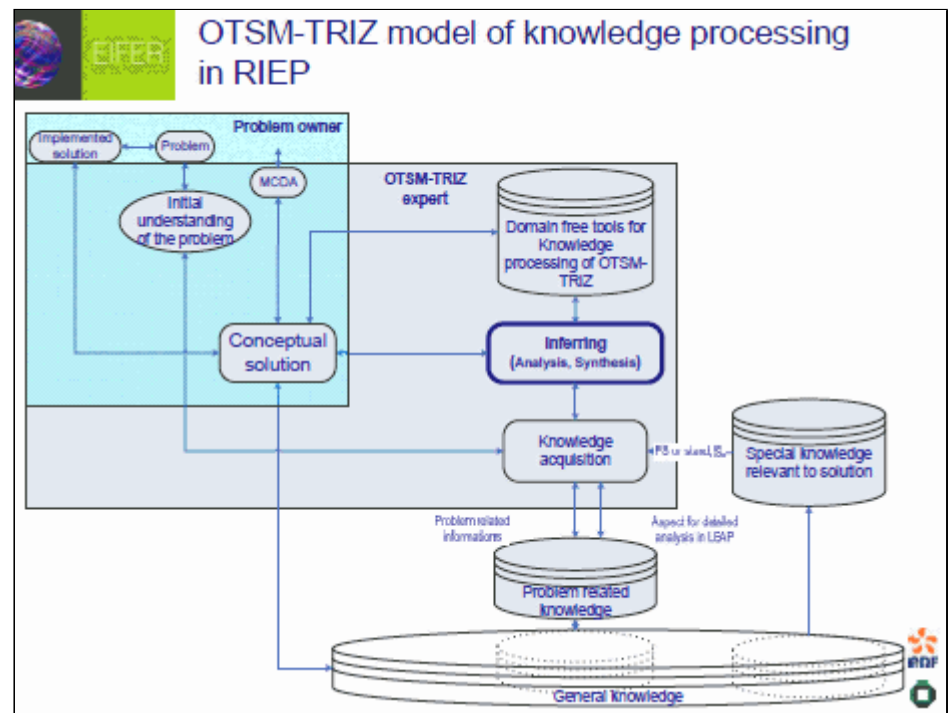 EIFER
OTSM-TRIZ model of knowledge processing
in RIEP
Problem owner
Implemented
solution
Problem
MCDA
OTSM-TRIZ
expert
Initial
understanding
of the problem
Domain free tools for
Knowledge
processing of OTSM-
TRIZ
Conceptual
solution
Inferring
(Analysis, Synthesis)
Knowledge
acquisition
Special knowledge
relevant to solution
Problem related
informations
Aspect for detailed
analysis in LEAP
Problem related
knowledge
General knowledge